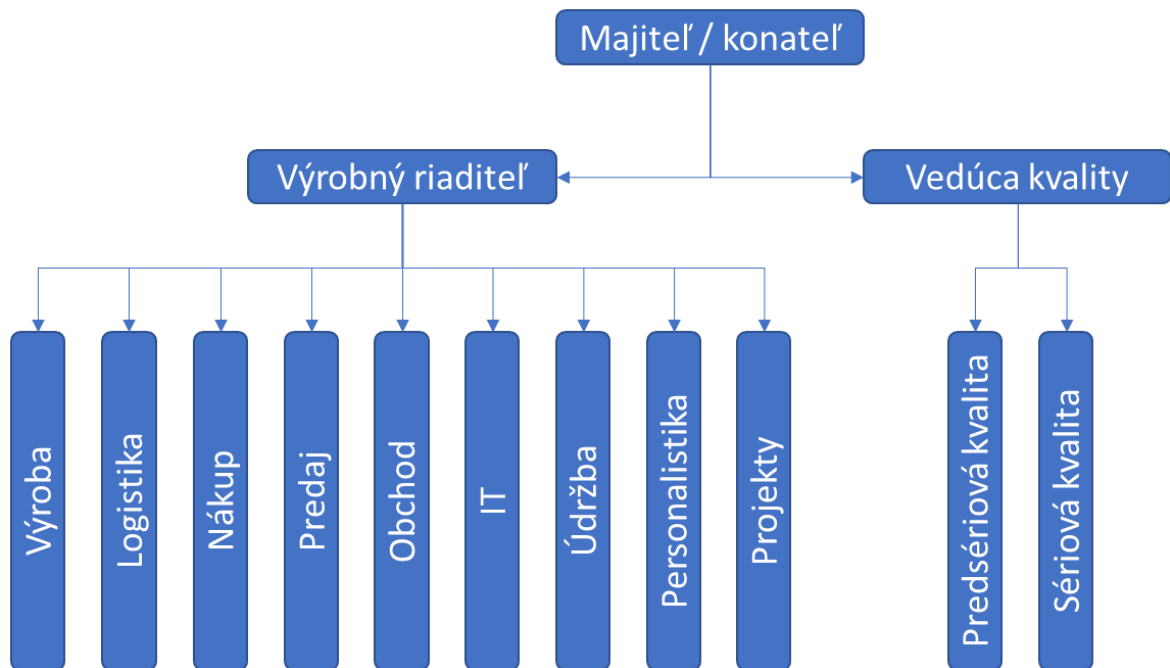 Majiteľ / konateľ
Výrobný riaditeľ
Vedúca kvality
Výroba
Logistika
Nákup
Predaj
Obchod
IT
Údržba
Personalistika
Projekty
Predsériová kvalita
Sériová kvalita